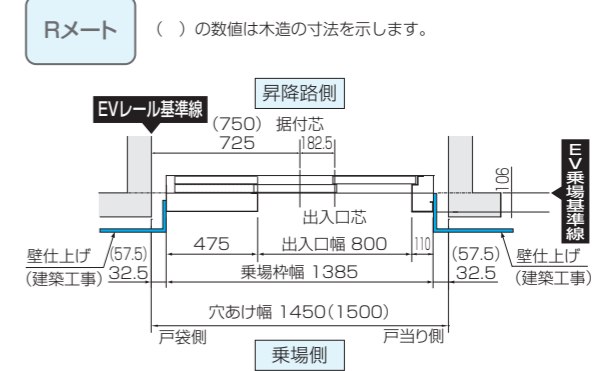 Rメート
（　）の数値は木造の寸法を示します。
昇降路側
EVレール基準線
（750） 据付芯
725 182.5
EV乗場基準線
106
出入口芯
475 出入口幅 800 110
壁仕上げ
（建築工事）
（57.5）
32.5
乗場枠幅 1385
（57.5）
32.5
壁仕上げ
（建築工事）
穴あけ幅 1450（1500）
戸袋側 戸当り側
乗場側